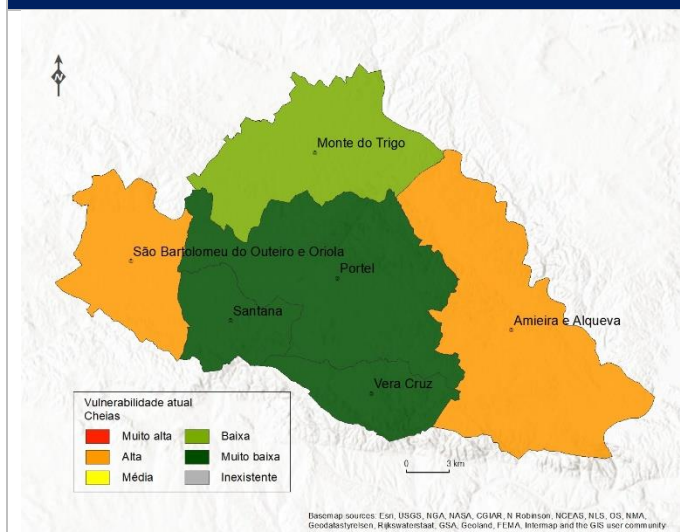 N
Monte do Trigo
São Bartolomeu do Outeiro e Oriola
Portel
Santana
Amieira e Alqueva
Vera Cruz
Vulnerabilidade atual
Cheias
Muito alta
Baixa
Alta
Muito baixa
Média
Inexistente
0 3 km
Basemap sources: Esri, USGS, NGA, NASA, CGIAR, N Robinson, NCEAS, NLS, OS, NMA,
Geodatastyrelsen, Rijkswaterstaat, GSA, Geoland, FEMA, Intermap and the GIS user community